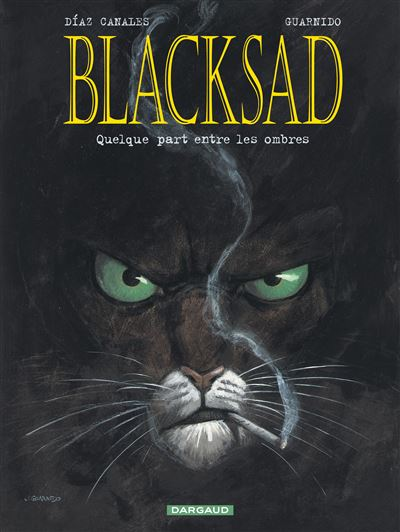 DÍAZ CANALES GUARNIDO
BLACKSAD
Quelque part entre les ombres
J. GUARNIDO
DARGAUD